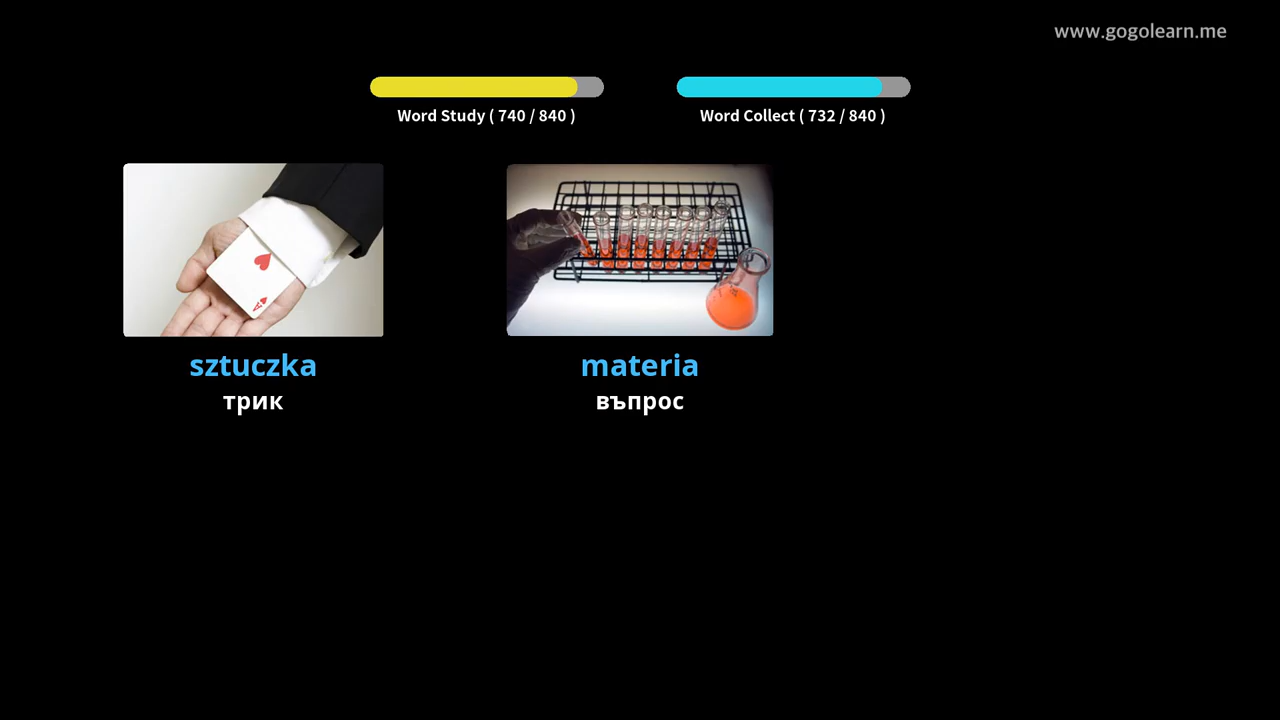 www.gogolearn.me
Word Study ( 740 / 840 )
Word Collect ( 732 / 840 )
sztuczka
трик
materia
въпрос